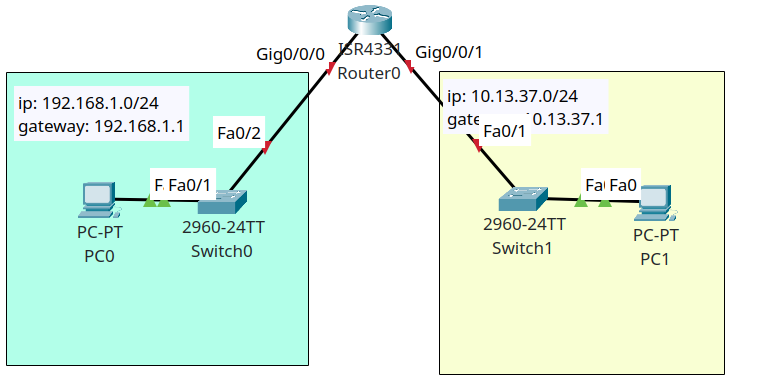 Gig0/0/0
ISR4331
Router0
Gig0/0/1
ip: 192.168.1.0/24
gateway: 192.168.1.1
Fa0/2
Fa0/1
PC-PT
PC0
2960-24TT
Switch0
ip: 10.13.37.0/24
10.13.37.1
Fa0/1
Fa0
2960-24TT
Switch1
PC-PT
PC1